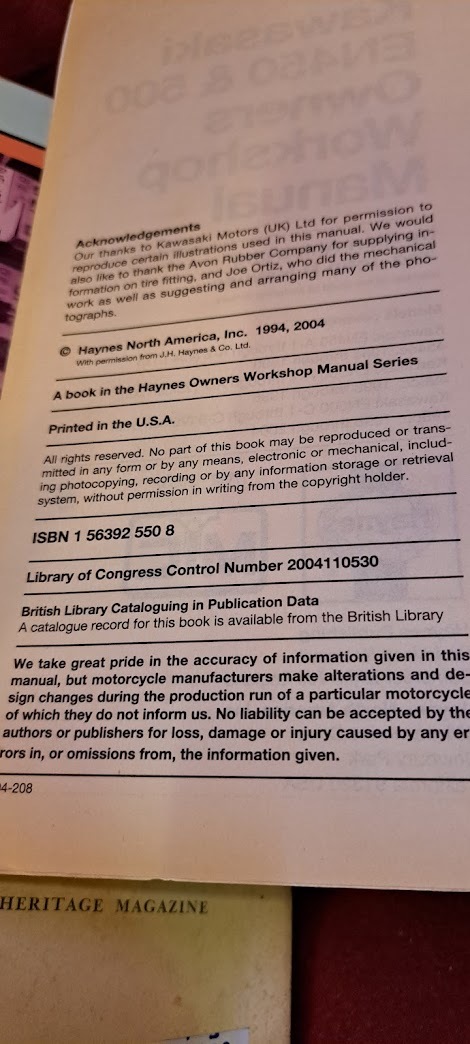 Kawasaki
EN450 & 500
Owners
Workshop
Manual
Acknowledgements
Our thanks to Kawasaki Motors (UK) Ltd for permission to
reproduce certain illustrations used in this manual. We would
also like to thank the Avon Rubber Company for supplying in-
formation on tire fitting, and Joe Ortiz, who did the mechanical
work as well as suggesting and arranging many of the pho-
tographs.
© Haynes North America, Inc. 1994, 2004
With permission from J.H. Haynes & Co. Ltd.
A book in the Haynes Owners Workshop Manual Series
Printed in the U.S.A.
All rights reserved. No part of this book may be reproduced or trans-
mitted in any form or by any means, electronic or mechanical, includ-
ing photocopying, recording or by any information storage or retrieval
system, without permission in writing from the copyright holder.
ISBN 1 56392 550 8
Library of Congress Control Number 2004110530
British Library Cataloguing in Publication Data
A catalogue record for this book is available from the British Library
We take great pride in the accuracy of information given in this
manual, but motorcycle manufacturers make alterations and de-
sign changes during the production run of a particular motorcycle
of which they do not inform us. No liability can be accepted by the
authors or publishers for loss, damage or injury caused by any er
rors in, or omissions from, the information given.
04-208
HERITAGE MAGAZINE